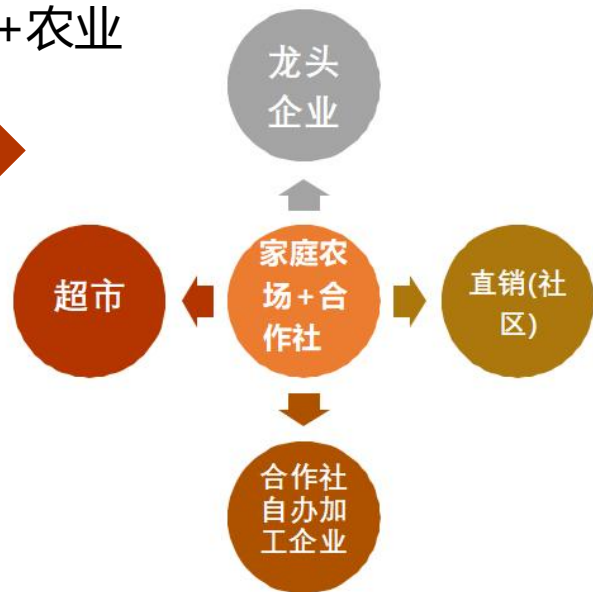 +农业
龙头
企业
超市
家庭农
场+合
作社
直销(社
区)
合作社
自办加
工企业